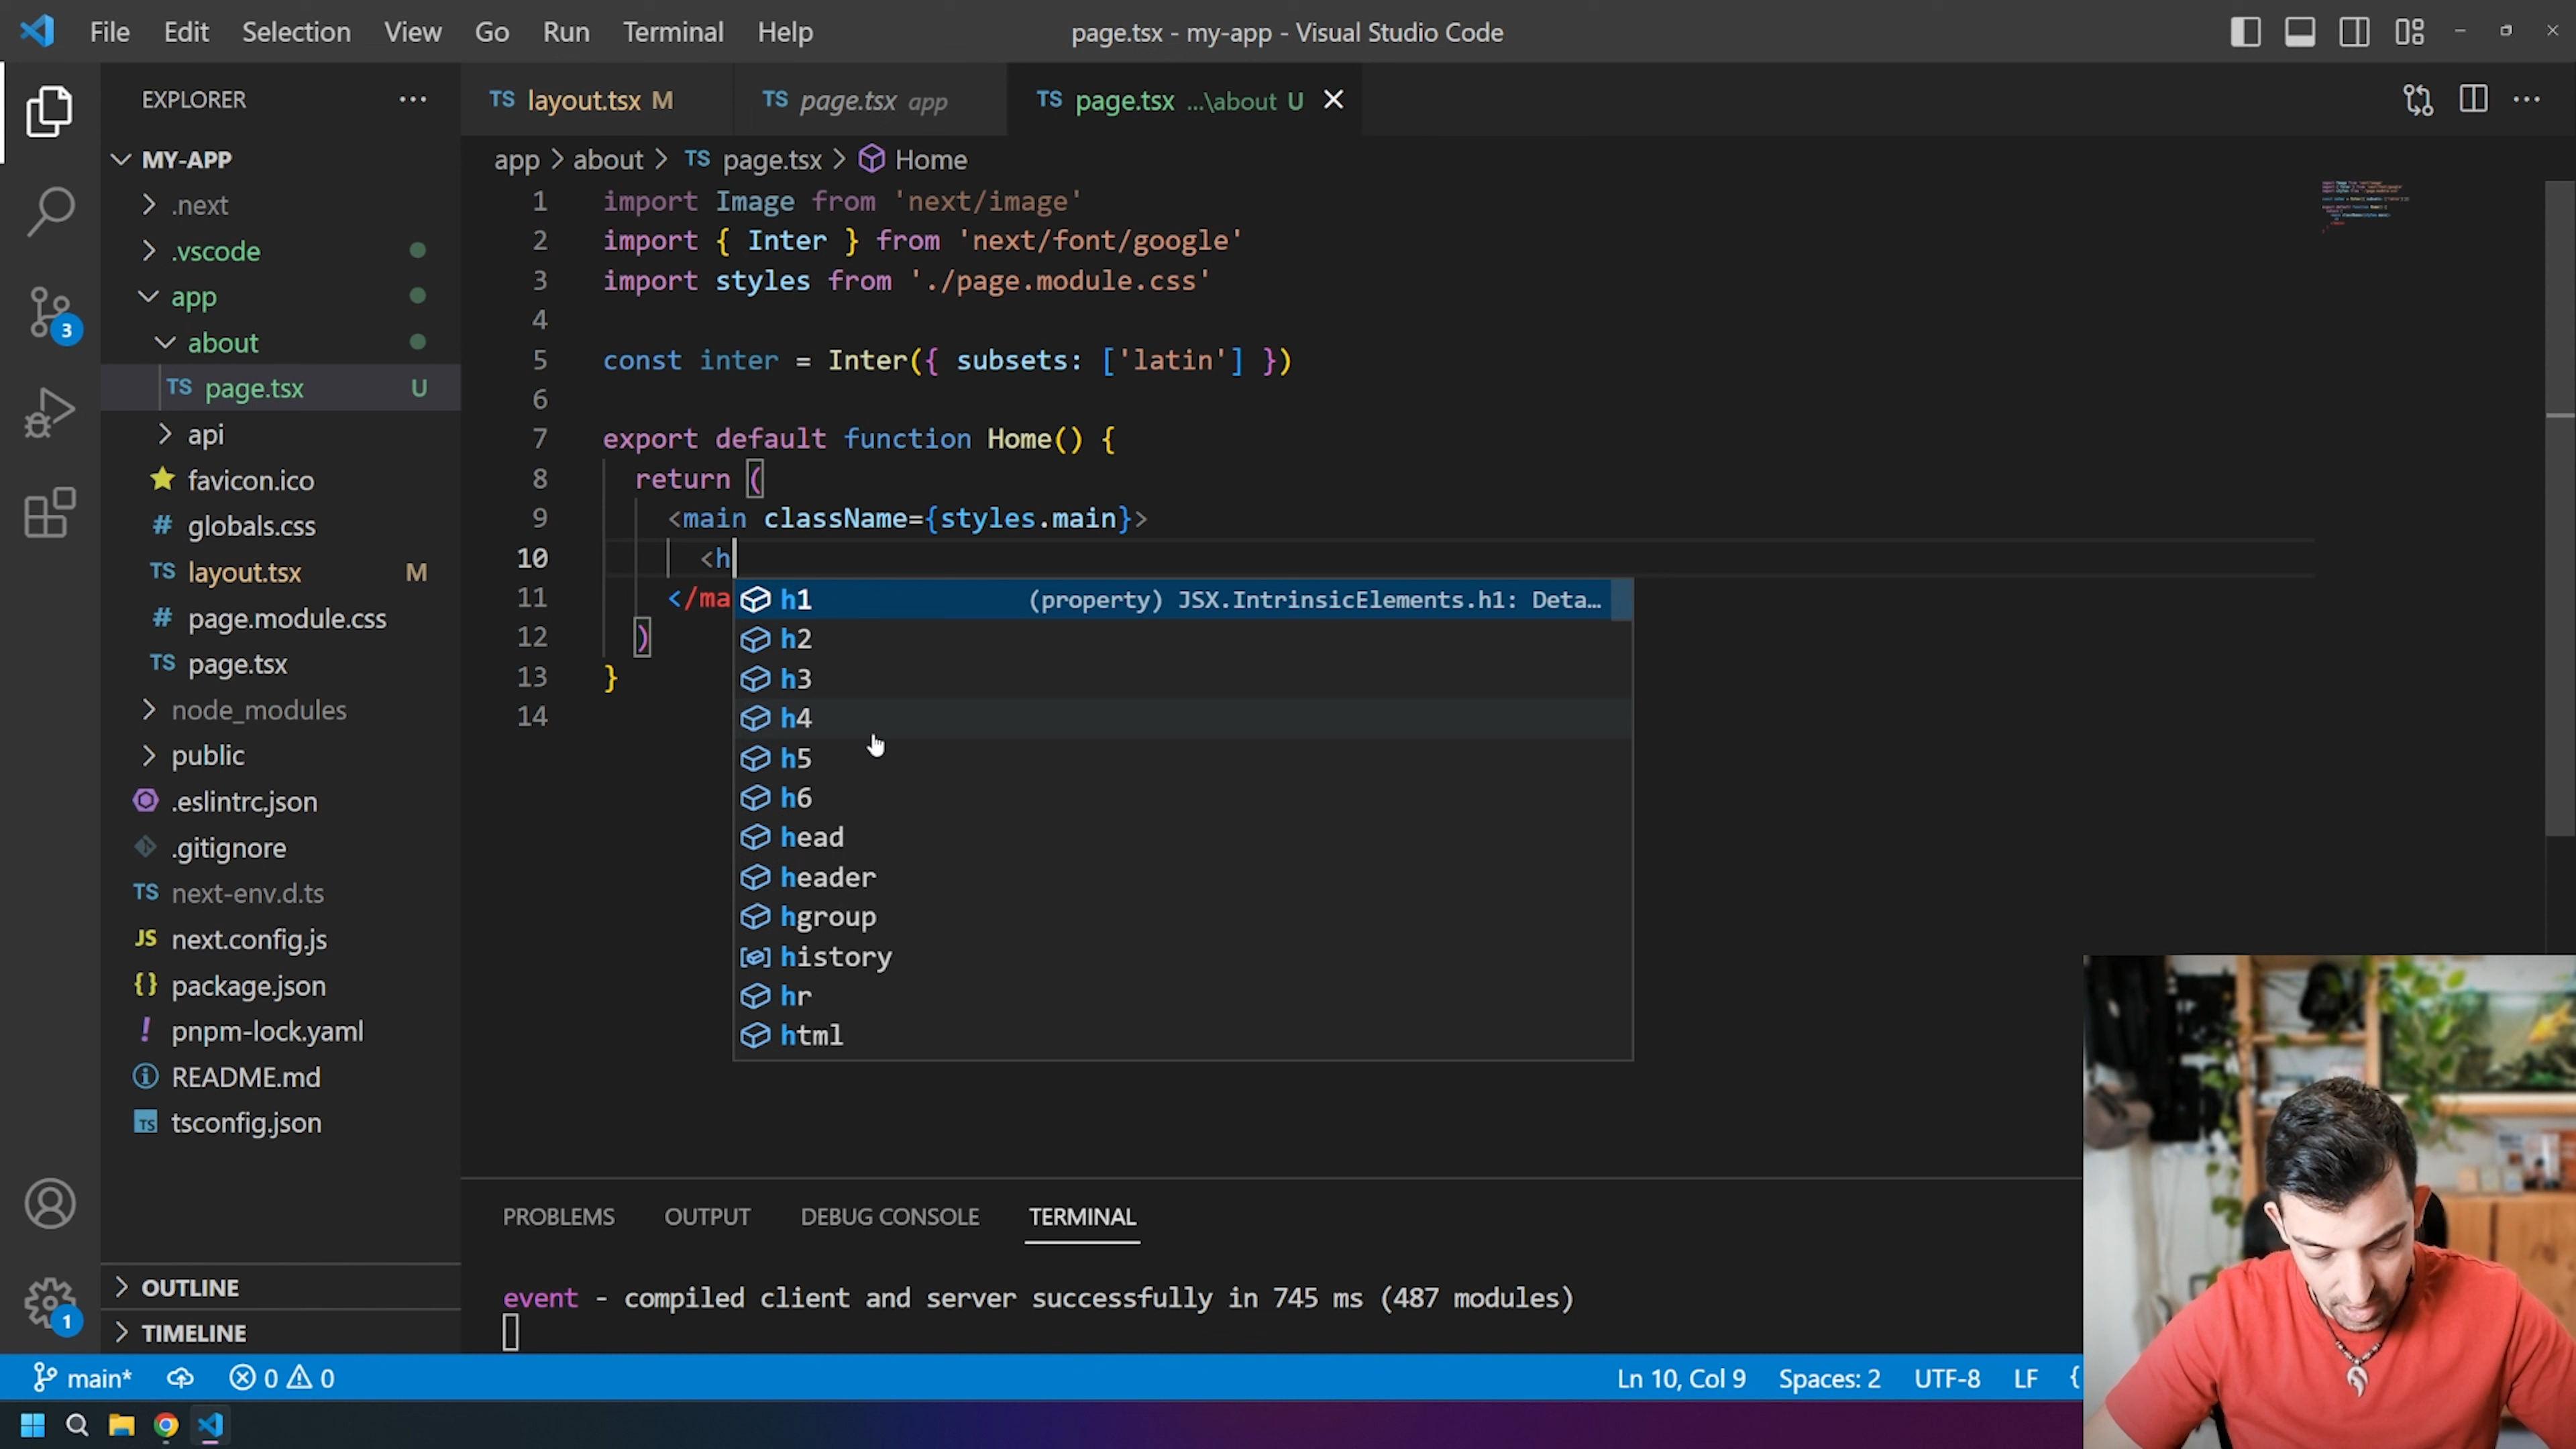 File Edit Selection View Go Run Terminal Help
page.tsx - my-app - Visual Studio Code
EXPLORER
MY-APP
.next
.vscode
app
about
TS page.tsx U
api
favicon.ico
# globals.css
TS layout.tsx M
# page.module.css
TS page.tsx
node_modules
public
.eslintrc.json
.gitignore
TS next-env.d.ts
JS next.config.js
{} package.json
! pnpm-lock.yaml
README.md
TS tsconfig.json
OUTLINE
TIMELINE
3
1
TS layout.tsx M
TS page.tsx app
TS page.tsx ...\about U
app > about > TS page.tsx > Home
1 import Image from 'next/image'
2 import { Inter } from 'next/font/google'
3 import styles from './page.module.css'
4
5 const inter = Inter({ subsets: ['latin'] })
6
7 export default function Home() {
8 return (
9 <main className={styles.main}>
10 <h
11 </ma
12 )
13 }
14
h1 (property) JSX.IntrinsicElements.h1: Deta…
h2
h3
h4
h5
h6
head
header
hgroup
history
hr
html
PROBLEMS OUTPUT DEBUG CONSOLE TERMINAL
event - compiled client and server successfully in 745 ms (487 modules)
main* 0 0
Ln 10, Col 9 Spaces: 2 UTF-8 LF {